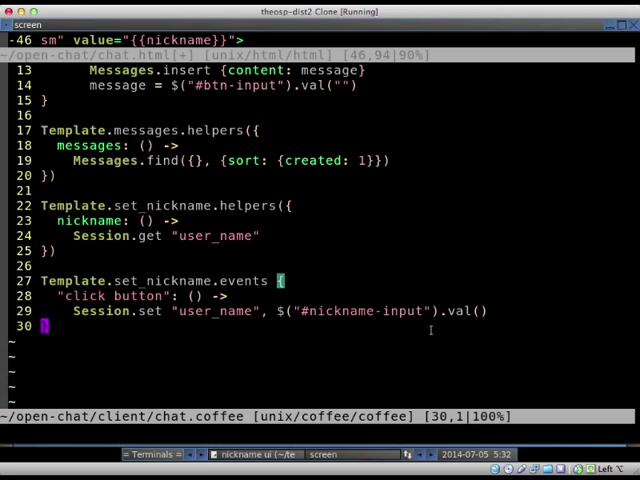 theosp-dist2 Clone [Running]
screen
-46 sm" value="{{nickname}}">
~/open-chat/chat.html[+] [unix/html/html] [46,94|90%]
13       Messages.insert {content: message}
14       message = $("#btn-input").val("")
15 }
16
17 Template.messages.helpers({
18   messages: () ->
19     Messages.find({}, {sort: {created: 1}})
20 })
21
22 Template.set_nickname.helpers({
23   nickname: () ->
24     Session.get "user_name"
25 })
26
27 Template.set_nickname.events {
28   "click button": () ->
29     Session.set "user_name", $("#nickname-input").val()
30 }
~
~
~
~
~
~/open-chat/client/chat.coffee [unix/coffee/coffee] [30,1|100%]
= Terminals = nickname ui (~/te screen 2014-07-05 5:32
Left ⌥